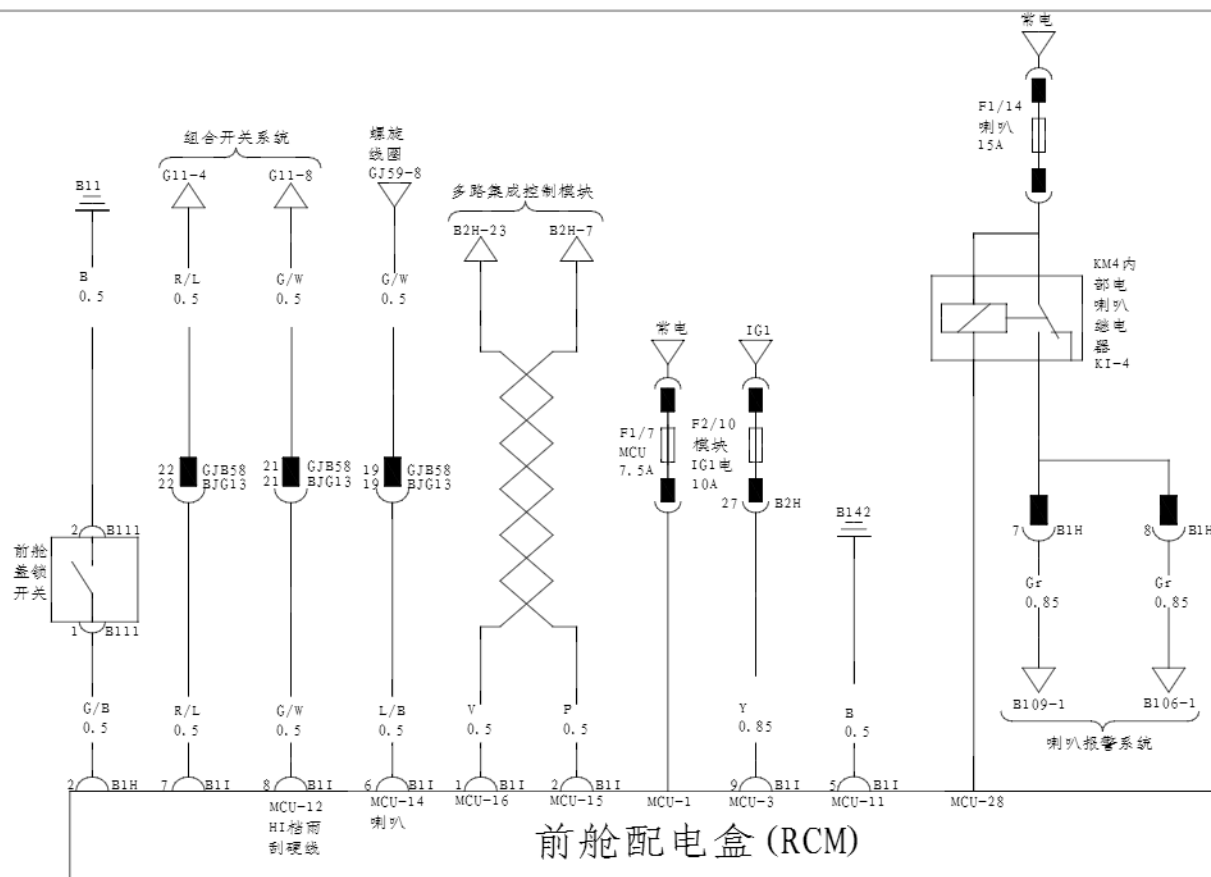 常电
F1/14
喇叭
15A
组合开关系统
螺旋
线圈
B11
G11-4
G11-8
GJ59-8
多路集成控制模块
B2H-23
B2H-7
B
0.5
R/L
0.5
G/W
0.5
G/W
0.5
KM4内
部电
喇叭
继电
器
KI-4
常电
IG1
F1/7
MCU
7.5A
F2/10
模块
IG1电
10A
27
B2H
22
GJB58
22
BJG13
21
GJB58
21
BJG13
19
GJB58
19
BJG13
B142
2
B111
前舱
盖锁
开关
1
B111
7
B1H
8
B1H
Gr
0.85
Gr
0.85
B109-1
B106-1
喇叭报警系统
G/B
0.5
R/L
0.5
G/W
0.5
L/B
0.5
V
0.5
P
0.5
Y
0.85
B
0.5
2
B1H
7
B1I
8
B1I
6
B1I
1
B1I
2
B1I
9
B1I
5
B1I
MCU-12
HI档雨
刮硬线
MCU-14
喇叭
MCU-16
MCU-15
MCU-1
MCU-3
MCU-11
MCU-28
前舱配电盒(RCM)